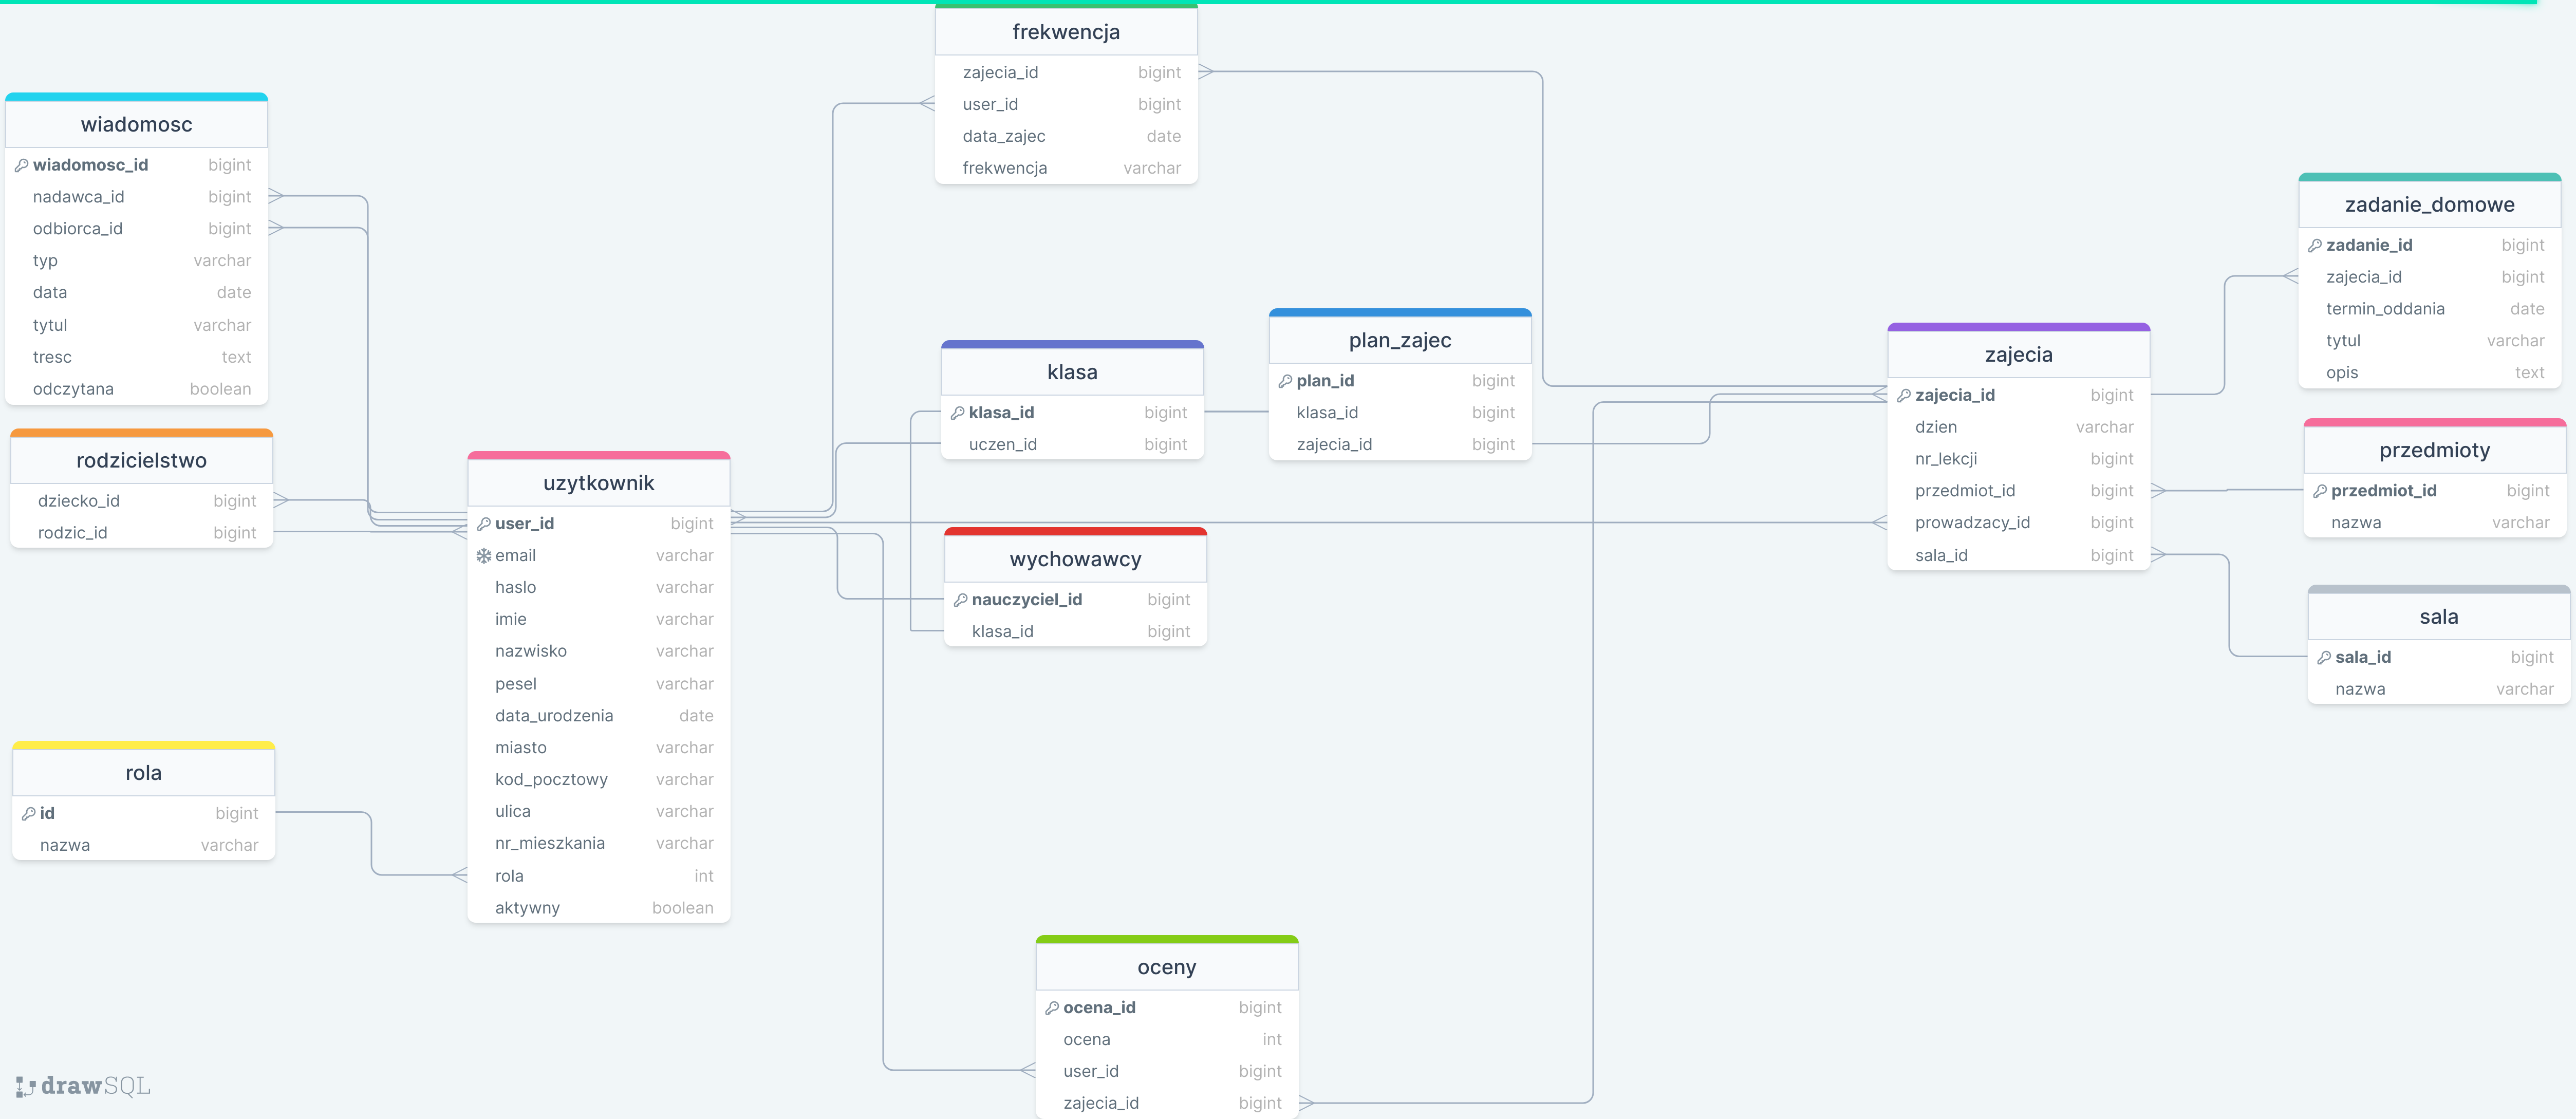 frekwencja
zajecia_id bigint
user_id bigint
data_zajec date
frekwencja varchar
wiadomosc
wiadomosc_id bigint
nadawca_id bigint
odbiorca_id bigint
typ varchar
data date
tytul varchar
tresc text
odczytana boolean
zadanie_domowe
zadanie_id bigint
zajecia_id bigint
termin_oddania date
tytul varchar
opis text
klasa
klasa_id bigint
uczen_id bigint
plan_zajec
plan_id bigint
klasa_id bigint
zajecia_id bigint
zajecia
zajecia_id bigint
dzien varchar
nr_lekcji bigint
przedmiot_id bigint
prowadzacy_id bigint
sala_id bigint
przedmioty
przedmiot_id bigint
nazwa varchar
rodzicielstwo
dziecko_id bigint
rodzic_id bigint
uzytkownik
user_id bigint
email varchar
haslo varchar
imie varchar
nazwisko varchar
pesel varchar
data_urodzenia date
miasto varchar
kod_pocztowy varchar
ulica varchar
nr_mieszkania varchar
rola int
aktywny boolean
wychowawcy
nauczyciel_id bigint
klasa_id bigint
sala
sala_id bigint
nazwa varchar
rola
id bigint
nazwa varchar
oceny
ocena_id bigint
ocena int
user_id bigint
zajecia_id bigint
drawSQL